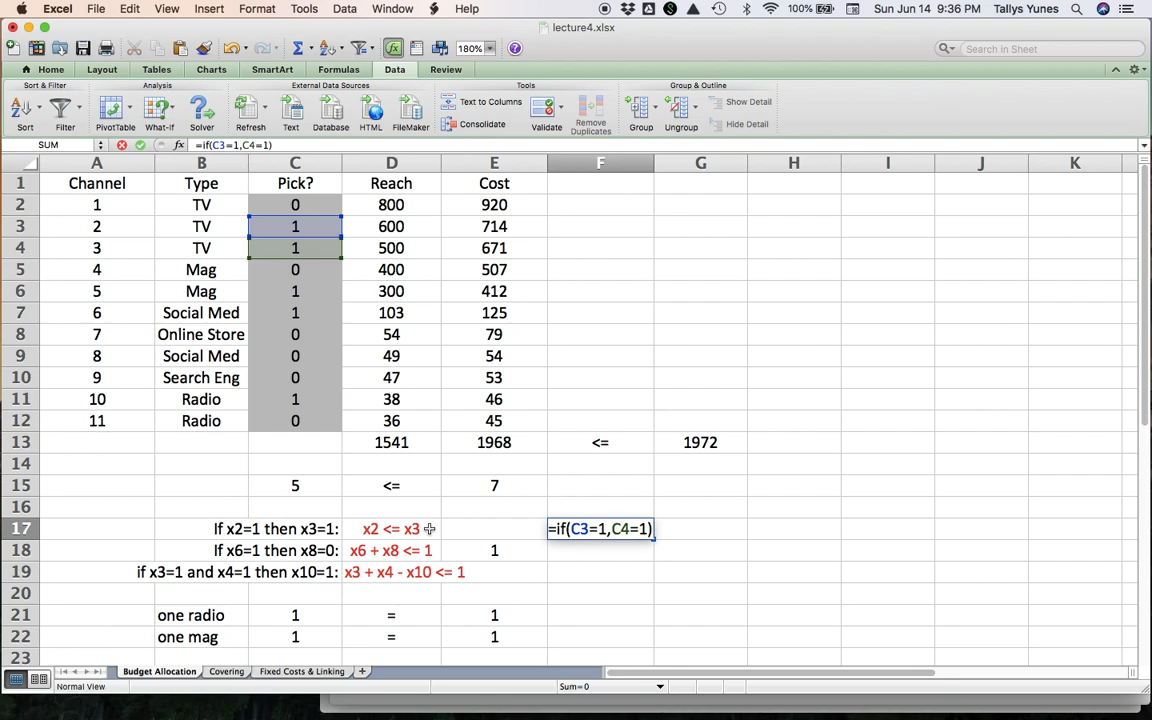 Excel File Edit View Insert Format Tools Data Window Help 100% Sun Jun 14 9:36 PM Tallys Yunes
lecture4.xlsx
180% Search in Sheet
Home Layout Tables Charts SmartArt Formulas Data Review
Sort & Filter Analysis External Data Sources Tools Group & Outline
Sort Filter PivotTable What-If Solver Refresh Text Database HTML FileMaker Text to Columns Consolidate Validate Remove Duplicates Group Ungroup Show Detail Hide Detail
SUM fx =if(C3=1,C4=1)
A B C D E F G H I J K
1 Channel Type Pick? Reach Cost
2 1 TV 0 800 920
3 2 TV 1 600 714
4 3 TV 1 500 671
5 4 Mag 0 400 507
6 5 Mag 1 300 412
7 6 Social Med 1 103 125
8 7 Online Store 0 54 79
9 8 Social Med 0 49 54
10 9 Search Eng 0 47 53
11 10 Radio 1 38 46
12 11 Radio 0 36 45
13 1541 1968 <= 1972
14
15 5 <= 7
16
17 If x2=1 then x3=1: x2 <= x3 =if(C3=1,C4=1)
18 If x6=1 then x8=0: x6 + x8 <= 1 1
19 if x3=1 and x4=1 then x10=1: x3 + x4 - x10 <= 1
20
21 one radio 1 = 1
22 one mag 1 = 1
23
Budget Allocation Covering Fixed Costs & Linking +
Normal View Sum=0